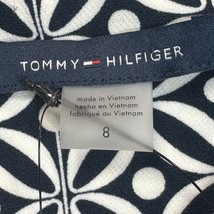 TOMMY HILFIGER
made in Vietnam
hecho en Vietnam
fabriqué au Vietnam
8